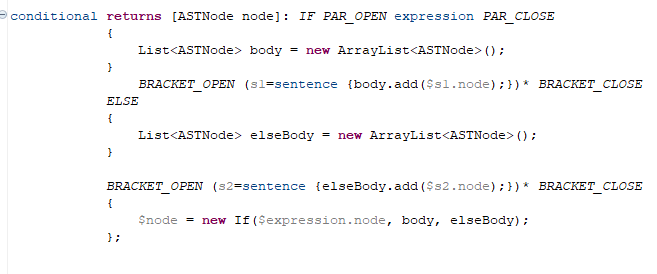 conditional returns [ASTNode node]: IF PAR_OPEN expression PAR_CLOSE
{
List<ASTNode> body = new ArrayList<ASTNode>();
}
BRACKET_OPEN (s1=sentence {body.add($s1.node);})* BRACKET_CLOSE
ELSE
{
List<ASTNode> elseBody = new ArrayList<ASTNode>();
}
BRACKET_OPEN (s2=sentence {elseBody.add($s2.node);})* BRACKET_CLOSE
{
$node = new If($expression.node, body, elseBody);
};